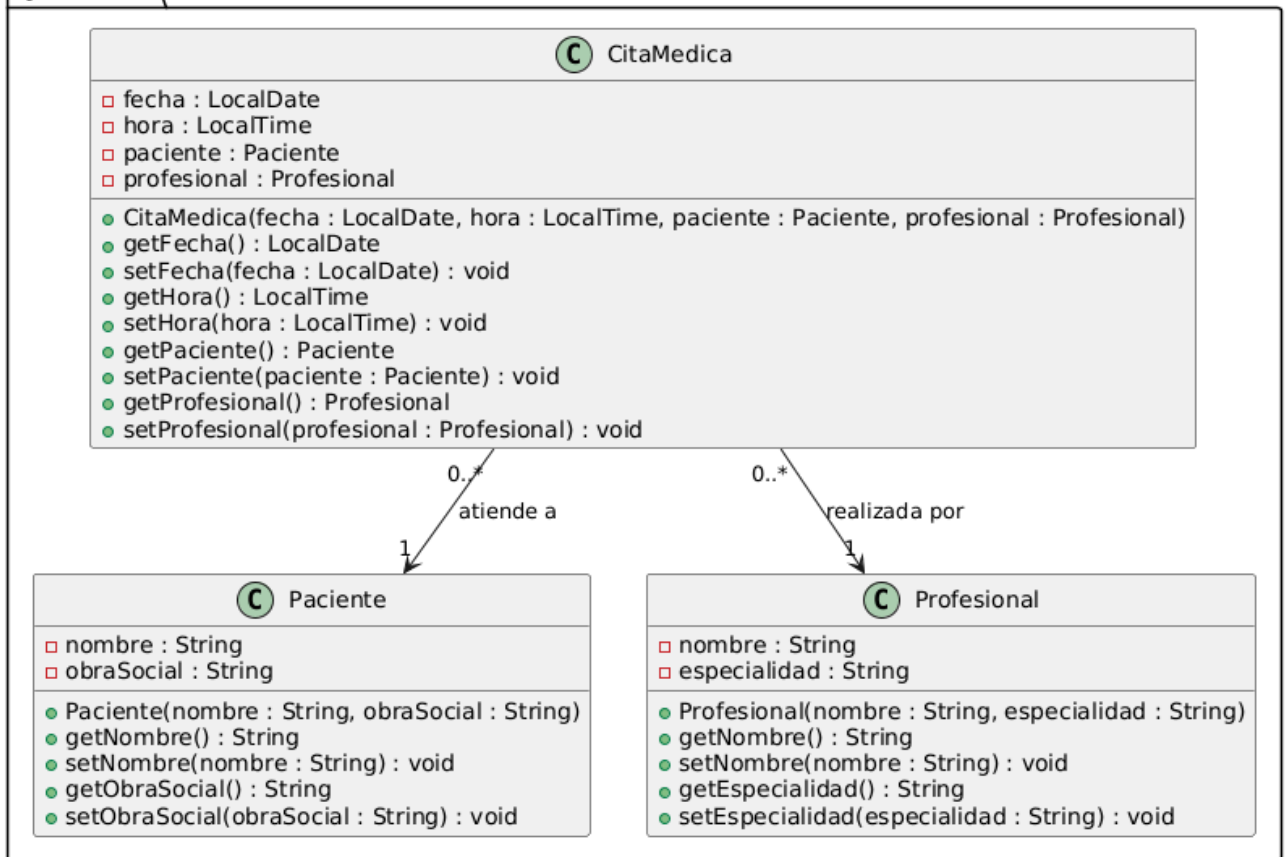 C CitaMedica
fecha : LocalDate
hora : LocalTime
paciente : Paciente
profesional : Profesional
CitaMedica(fecha : LocalDate, hora : LocalTime, paciente : Paciente, profesional : Profesional)
getFecha() : LocalDate
setFecha(fecha : LocalDate) : void
getHora() : LocalTime
setHora(hora : LocalTime) : void
getPaciente() : Paciente
setPaciente(paciente : Paciente) : void
getProfesional() : Profesional
setProfesional(profesional : Profesional) : void
0..*
0..*
atiende a
realizada por
1
1
C Paciente
nombre : String
obraSocial : String
Paciente(nombre : String, obraSocial : String)
getNombre() : String
setNombre(nombre : String) : void
getObraSocial() : String
setObraSocial(obraSocial : String) : void
C Profesional
nombre : String
especialidad : String
Profesional(nombre : String, especialidad : String)
getNombre() : String
setNombre(nombre : String) : void
getEspecialidad() : String
setEspecialidad(especialidad : String) : void